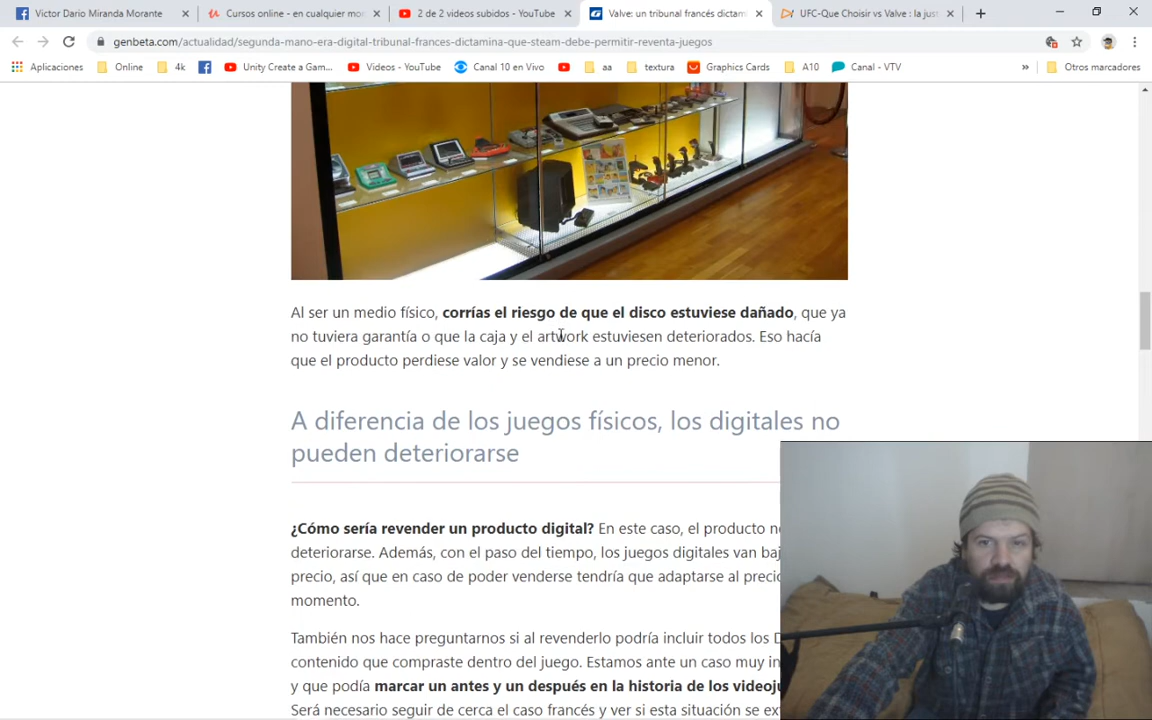 Victor Dario Miranda Morante
Cursos online - en cualquier mo
2 de 2 videos subidos - YouTube
Valve: un tribunal francés dictam
UFC-Que Choisir vs Valve : la just
genbeta.com/actualidad/segunda-mano-era-digital-tribunal-frances-dictamina-que-steam-debe-permitir-reventa-juegos
Aplicaciones
Online
4k
Unity Create a Gam...
Videos - YouTube
Canal 10 en Vivo
aa
textura
Graphics Cards
A10
Canal - VTV
»
Otros marcadores
Al ser un medio físico, corrías el riesgo de que el disco estuviese dañado, que ya
no tuviera garantía o que la caja y el artwork estuviesen deteriorados. Eso hacía
que el producto perdiese valor y se vendiese a un precio menor.
A diferencia de los juegos físicos, los digitales no
pueden deteriorarse
¿Cómo sería revender un producto digital? En este caso, el producto n
deteriorarse. Además, con el paso del tiempo, los juegos digitales van baj
precio, así que en caso de poder venderse tendría que adaptarse al precio
momento.
También nos hace preguntarnos si al revenderlo podría incluir todos los D
contenido que compraste dentro del juego. Estamos ante un caso muy in
y que podía marcar un antes y un después en la historia de los videoju
Será necesario seguir de cerca el caso francés y ver si esta situación se ex